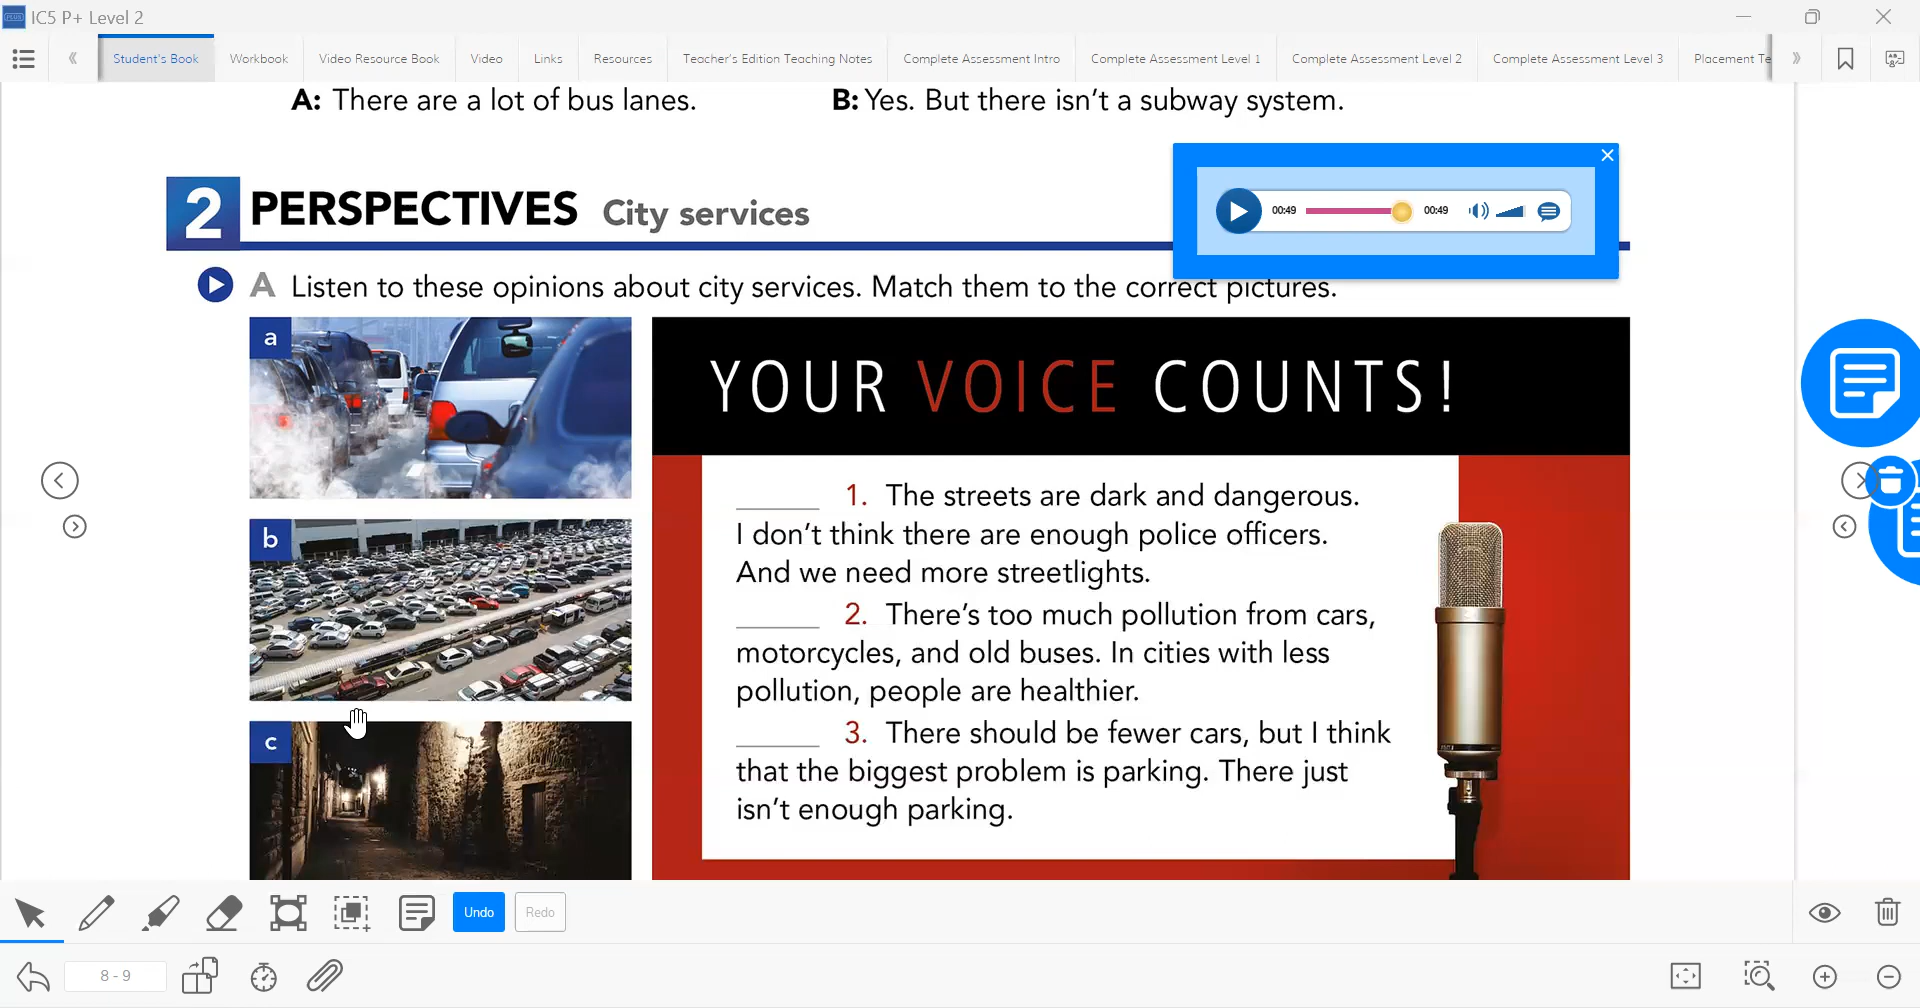 IC5 P+ Level 2
Student's Book Workbook Video Resource Book Video Links Resources Teacher's Edition Teaching Notes Complete Assessment Intro Complete Assessment Level 1 Complete Assessment Level 2 Complete Assessment Level 3 Placement Te
A: There are a lot of bus lanes. B: Yes. But there isn't a subway system.
2 PERSPECTIVES City services
00:49 00:49
A Listen to these opinions about city services. Match them to the correct pictures.
a
YOUR VOICE COUNTS!
_____ 1. The streets are dark and dangerous.
I don't think there are enough police officers.
And we need more streetlights.
b
_____ 2. There's too much pollution from cars,
motorcycles, and old buses. In cities with less
pollution, people are healthier.
c
_____ 3. There should be fewer cars, but I think
that the biggest problem is parking. There just
isn't enough parking.
Undo Redo
8 - 9